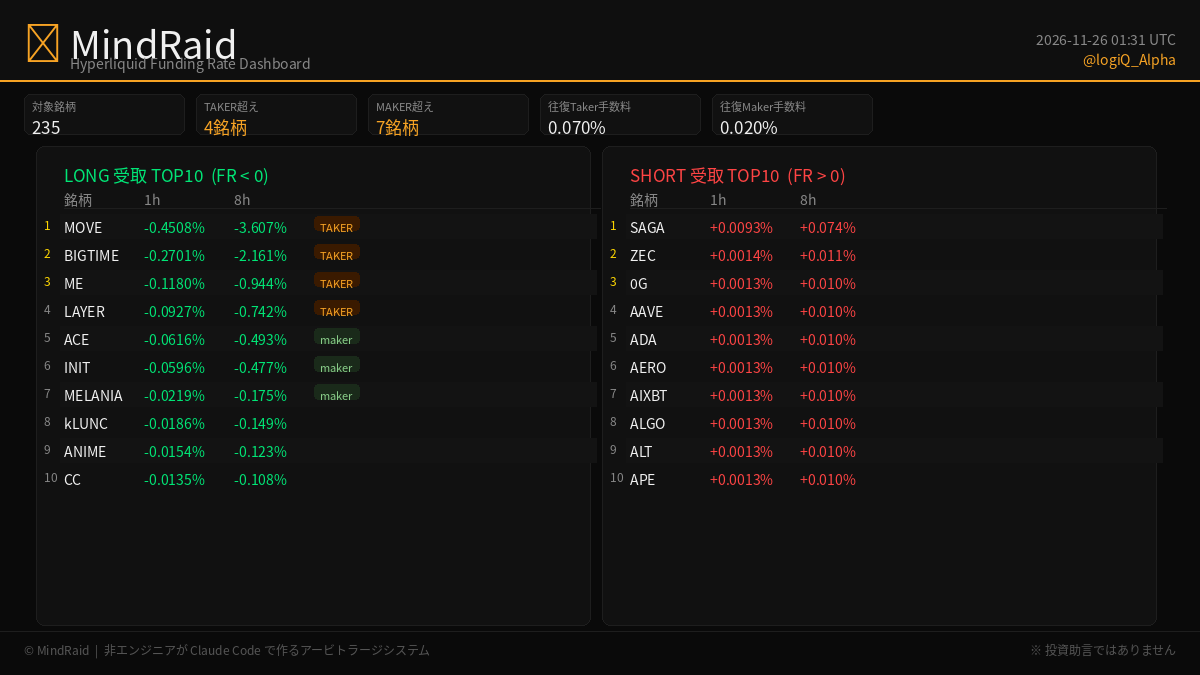 MindRaid
Hyperliquid Funding Rate Dashboard
2026-11-26 01:31 UTC
@logiQ_Alpha
対象銘柄
235
TAKER超え
4銘柄
MAKER超え
7銘柄
往復Taker手数料
0.070%
往復Maker手数料
0.020%
LONG 受取 TOP10 (FR < 0)
銘柄 1h 8h
1 MOVE -0.4508% -3.607% TAKER
2 BIGTIME -0.2701% -2.161% TAKER
3 ME -0.1180% -0.944% TAKER
4 LAYER -0.0927% -0.742% TAKER
5 ACE -0.0616% -0.493% maker
6 INIT -0.0596% -0.477% maker
7 MELANIA -0.0219% -0.175% maker
8 kLUNC -0.0186% -0.149%
9 ANIME -0.0154% -0.123%
10 CC -0.0135% -0.108%
SHORT 受取 TOP10 (FR > 0)
銘柄 1h 8h
1 SAGA +0.0093% +0.074%
2 ZEC +0.0014% +0.011%
3 0G +0.0013% +0.010%
4 AAVE +0.0013% +0.010%
5 ADA +0.0013% +0.010%
6 AERO +0.0013% +0.010%
7 AIXBT +0.0013% +0.010%
8 ALGO +0.0013% +0.010%
9 ALT +0.0013% +0.010%
10 APE +0.0013% +0.010%
© MindRaid | 非エンジニアが Claude Code で作るアービトラージシステム
※ 投資助言ではありません